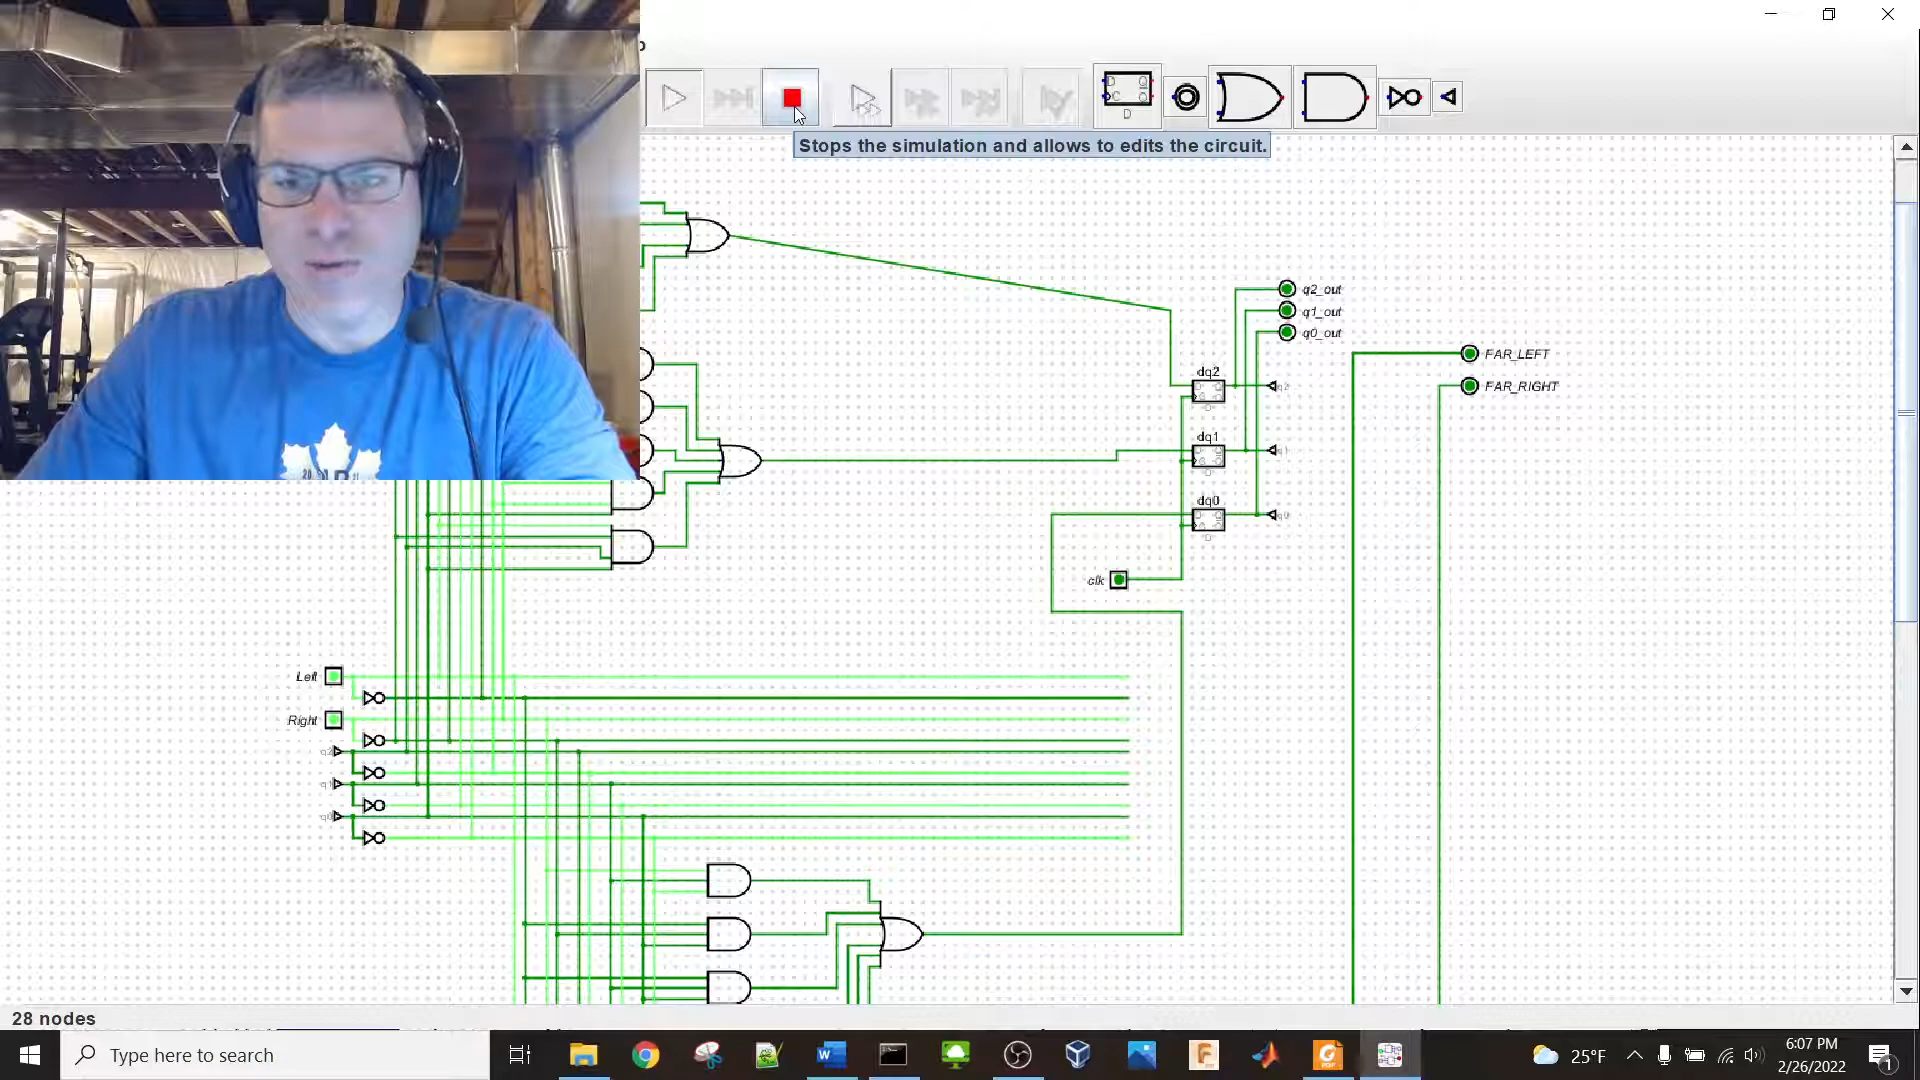 D
Stops the simulation and allows to edits the circuit.
q2_out
q1_out
q0_out
FAR_LEFT
FAR_RIGHT
dq2
dq1
dq0
clk
Left
Right
28 nodes
Type here to search
25°F
6:07 PM
2/26/2022
1